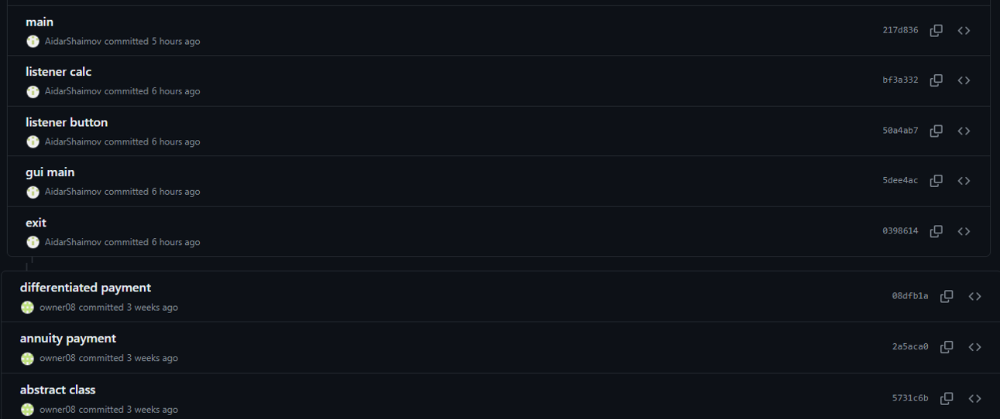 main
AidarShaimov committed 5 hours ago
217d836
listener calc
AidarShaimov committed 6 hours ago
bf3a332
listener button
AidarShaimov committed 6 hours ago
50a4ab7
gui main
AidarShaimov committed 6 hours ago
5dee4ac
exit
AidarShaimov committed 6 hours ago
0398614
differentiated payment
owner08 committed 3 weeks ago
08dfb1a
annuity payment
owner08 committed 3 weeks ago
2a5aca0
abstract class
owner08 committed 3 weeks ago
5731c6b